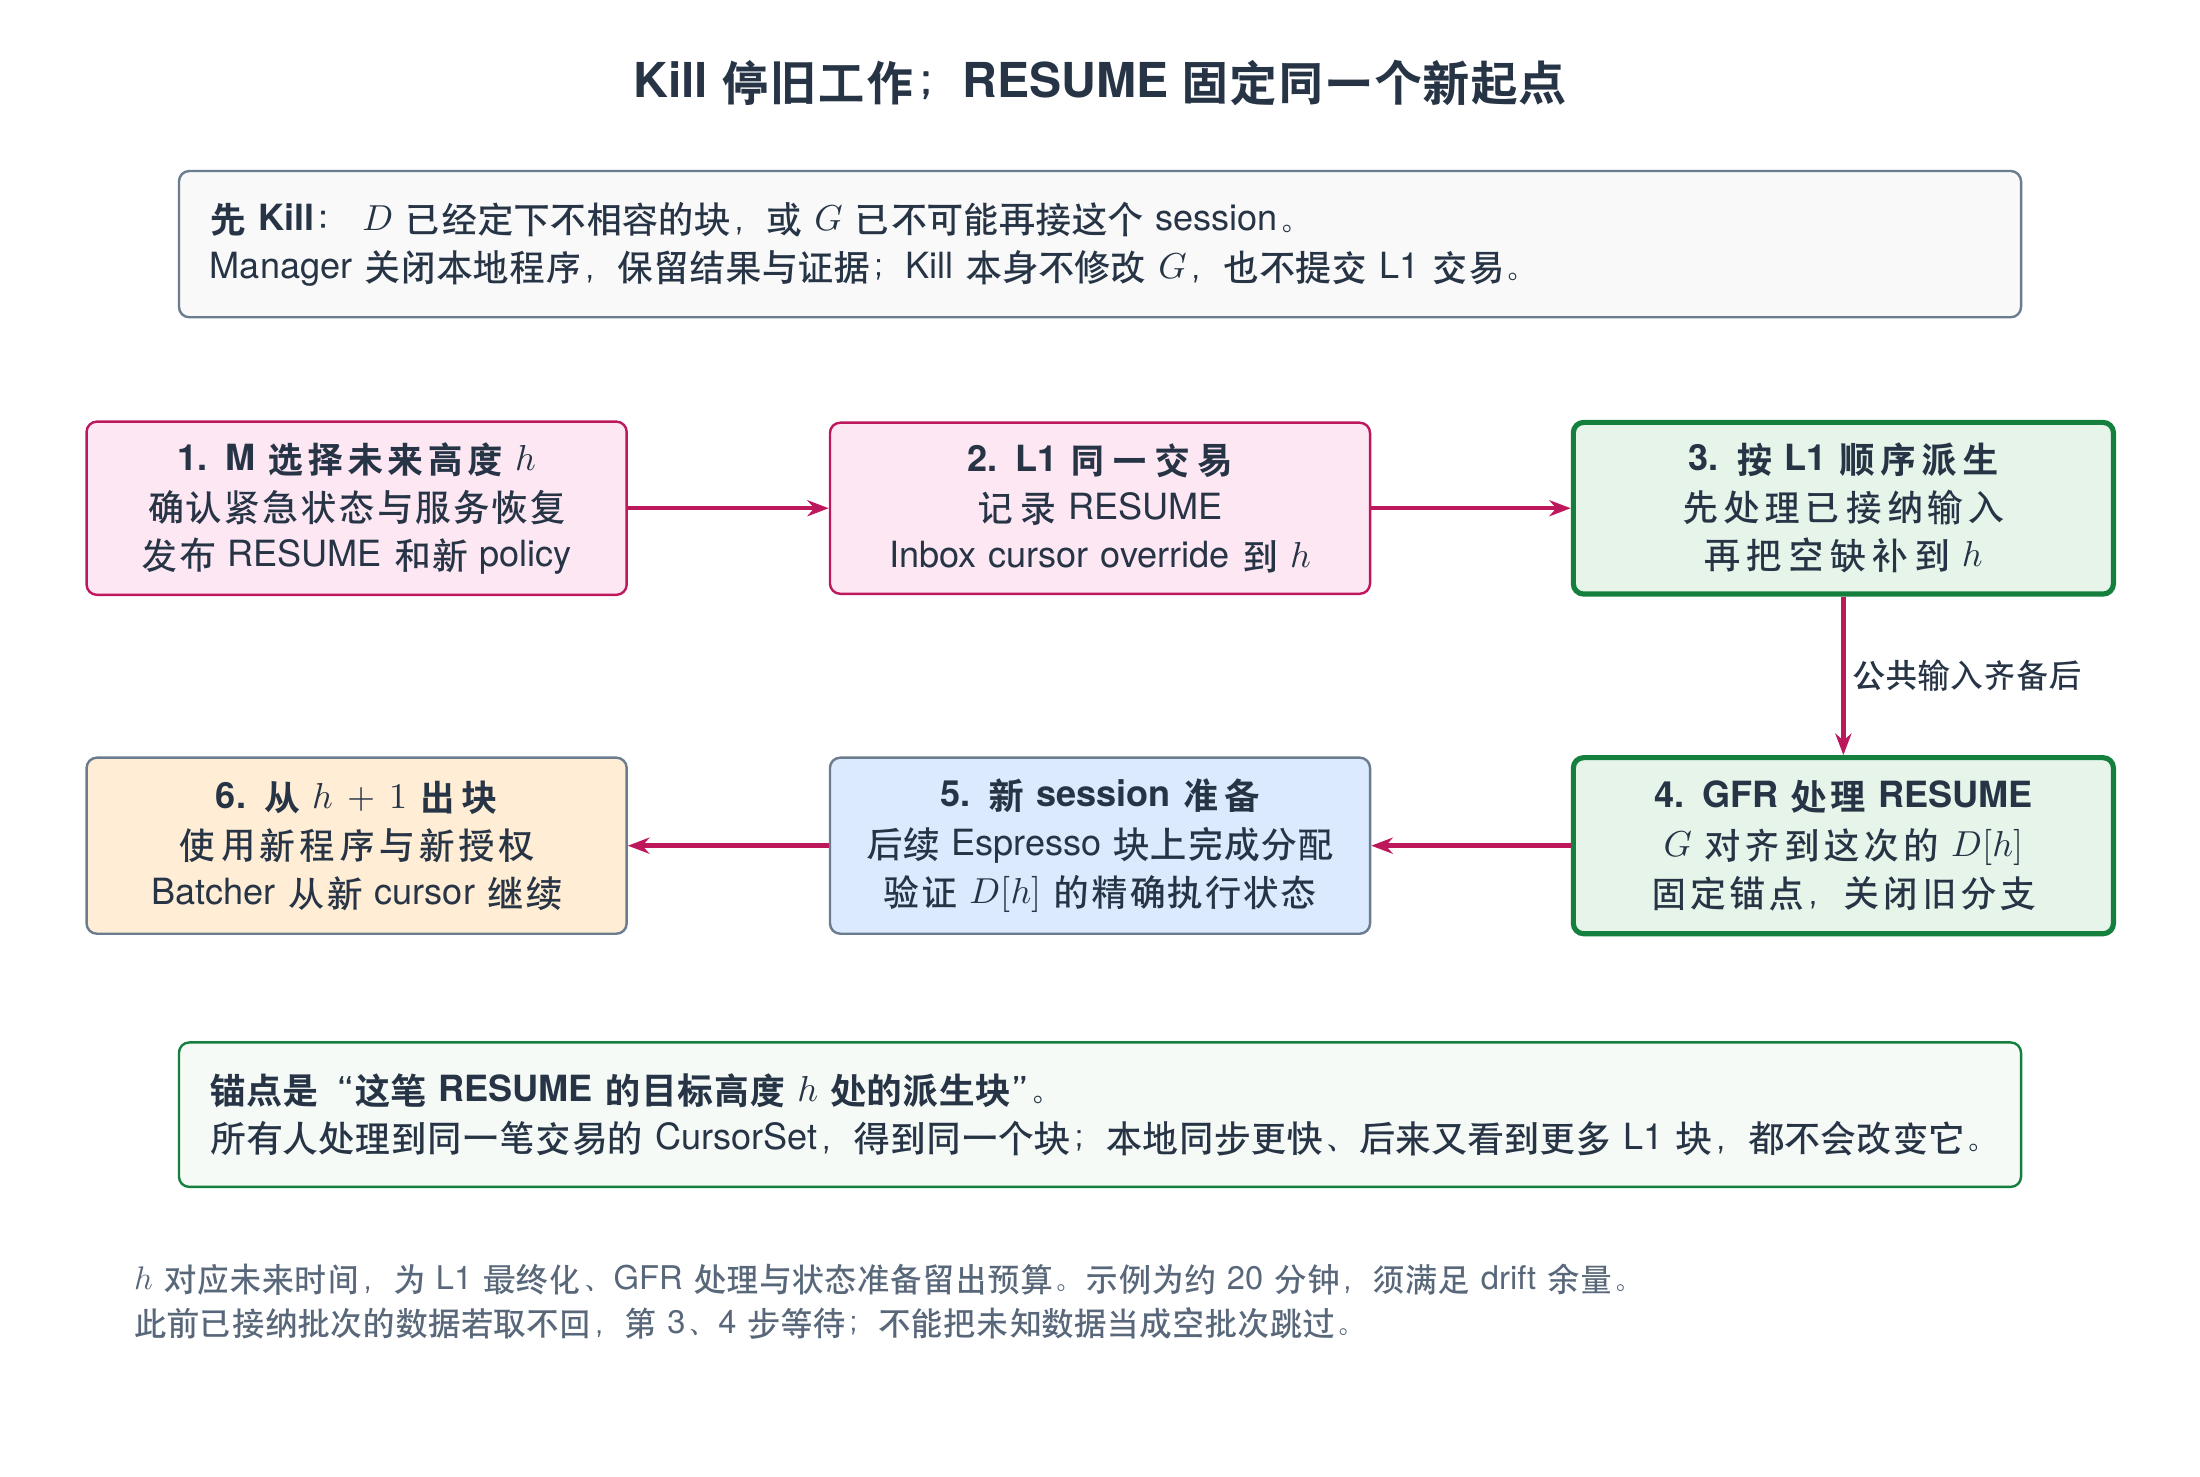 Kill 停旧工作；RESUME 固定同一个新起点
先 Kill： D 已经定下不相容的块，或 G 已不可能再接这个 session。
Manager 关闭本地程序，保留结果与证据；Kill 本身不修改 G，也不提交 L1 交易。
1. M 选择未来高度 h
确认紧急状态与服务恢复
发布 RESUME 和新 policy
2. L1 同一交易
记录 RESUME
Inbox cursor override 到 h
3. 按 L1 顺序派生
先处理已接纳输入
再把空缺补到 h
公共输入齐备后
4. GFR 处理 RESUME
G 对齐到这次的 D[h]
固定锚点，关闭旧分支
5. 新 session 准备
后续 Espresso 块上完成分配
验证 D[h] 的精确执行状态
6. 从 h + 1 出块
使用新程序与新授权
Batcher 从新 cursor 继续
锚点是“这笔 RESUME 的目标高度 h 处的派生块”。
所有人处理到同一笔交易的 CursorSet，得到同一个块；本地同步更快、后来又看到更多 L1 块，都不会改变它。
h 对应未来时间，为 L1 最终化、GFR 处理与状态准备留出预算。示例为约 20 分钟，须满足 drift 余量。
此前已接纳批次的数据若取不回，第 3、4 步等待；不能把未知数据当成空批次跳过。